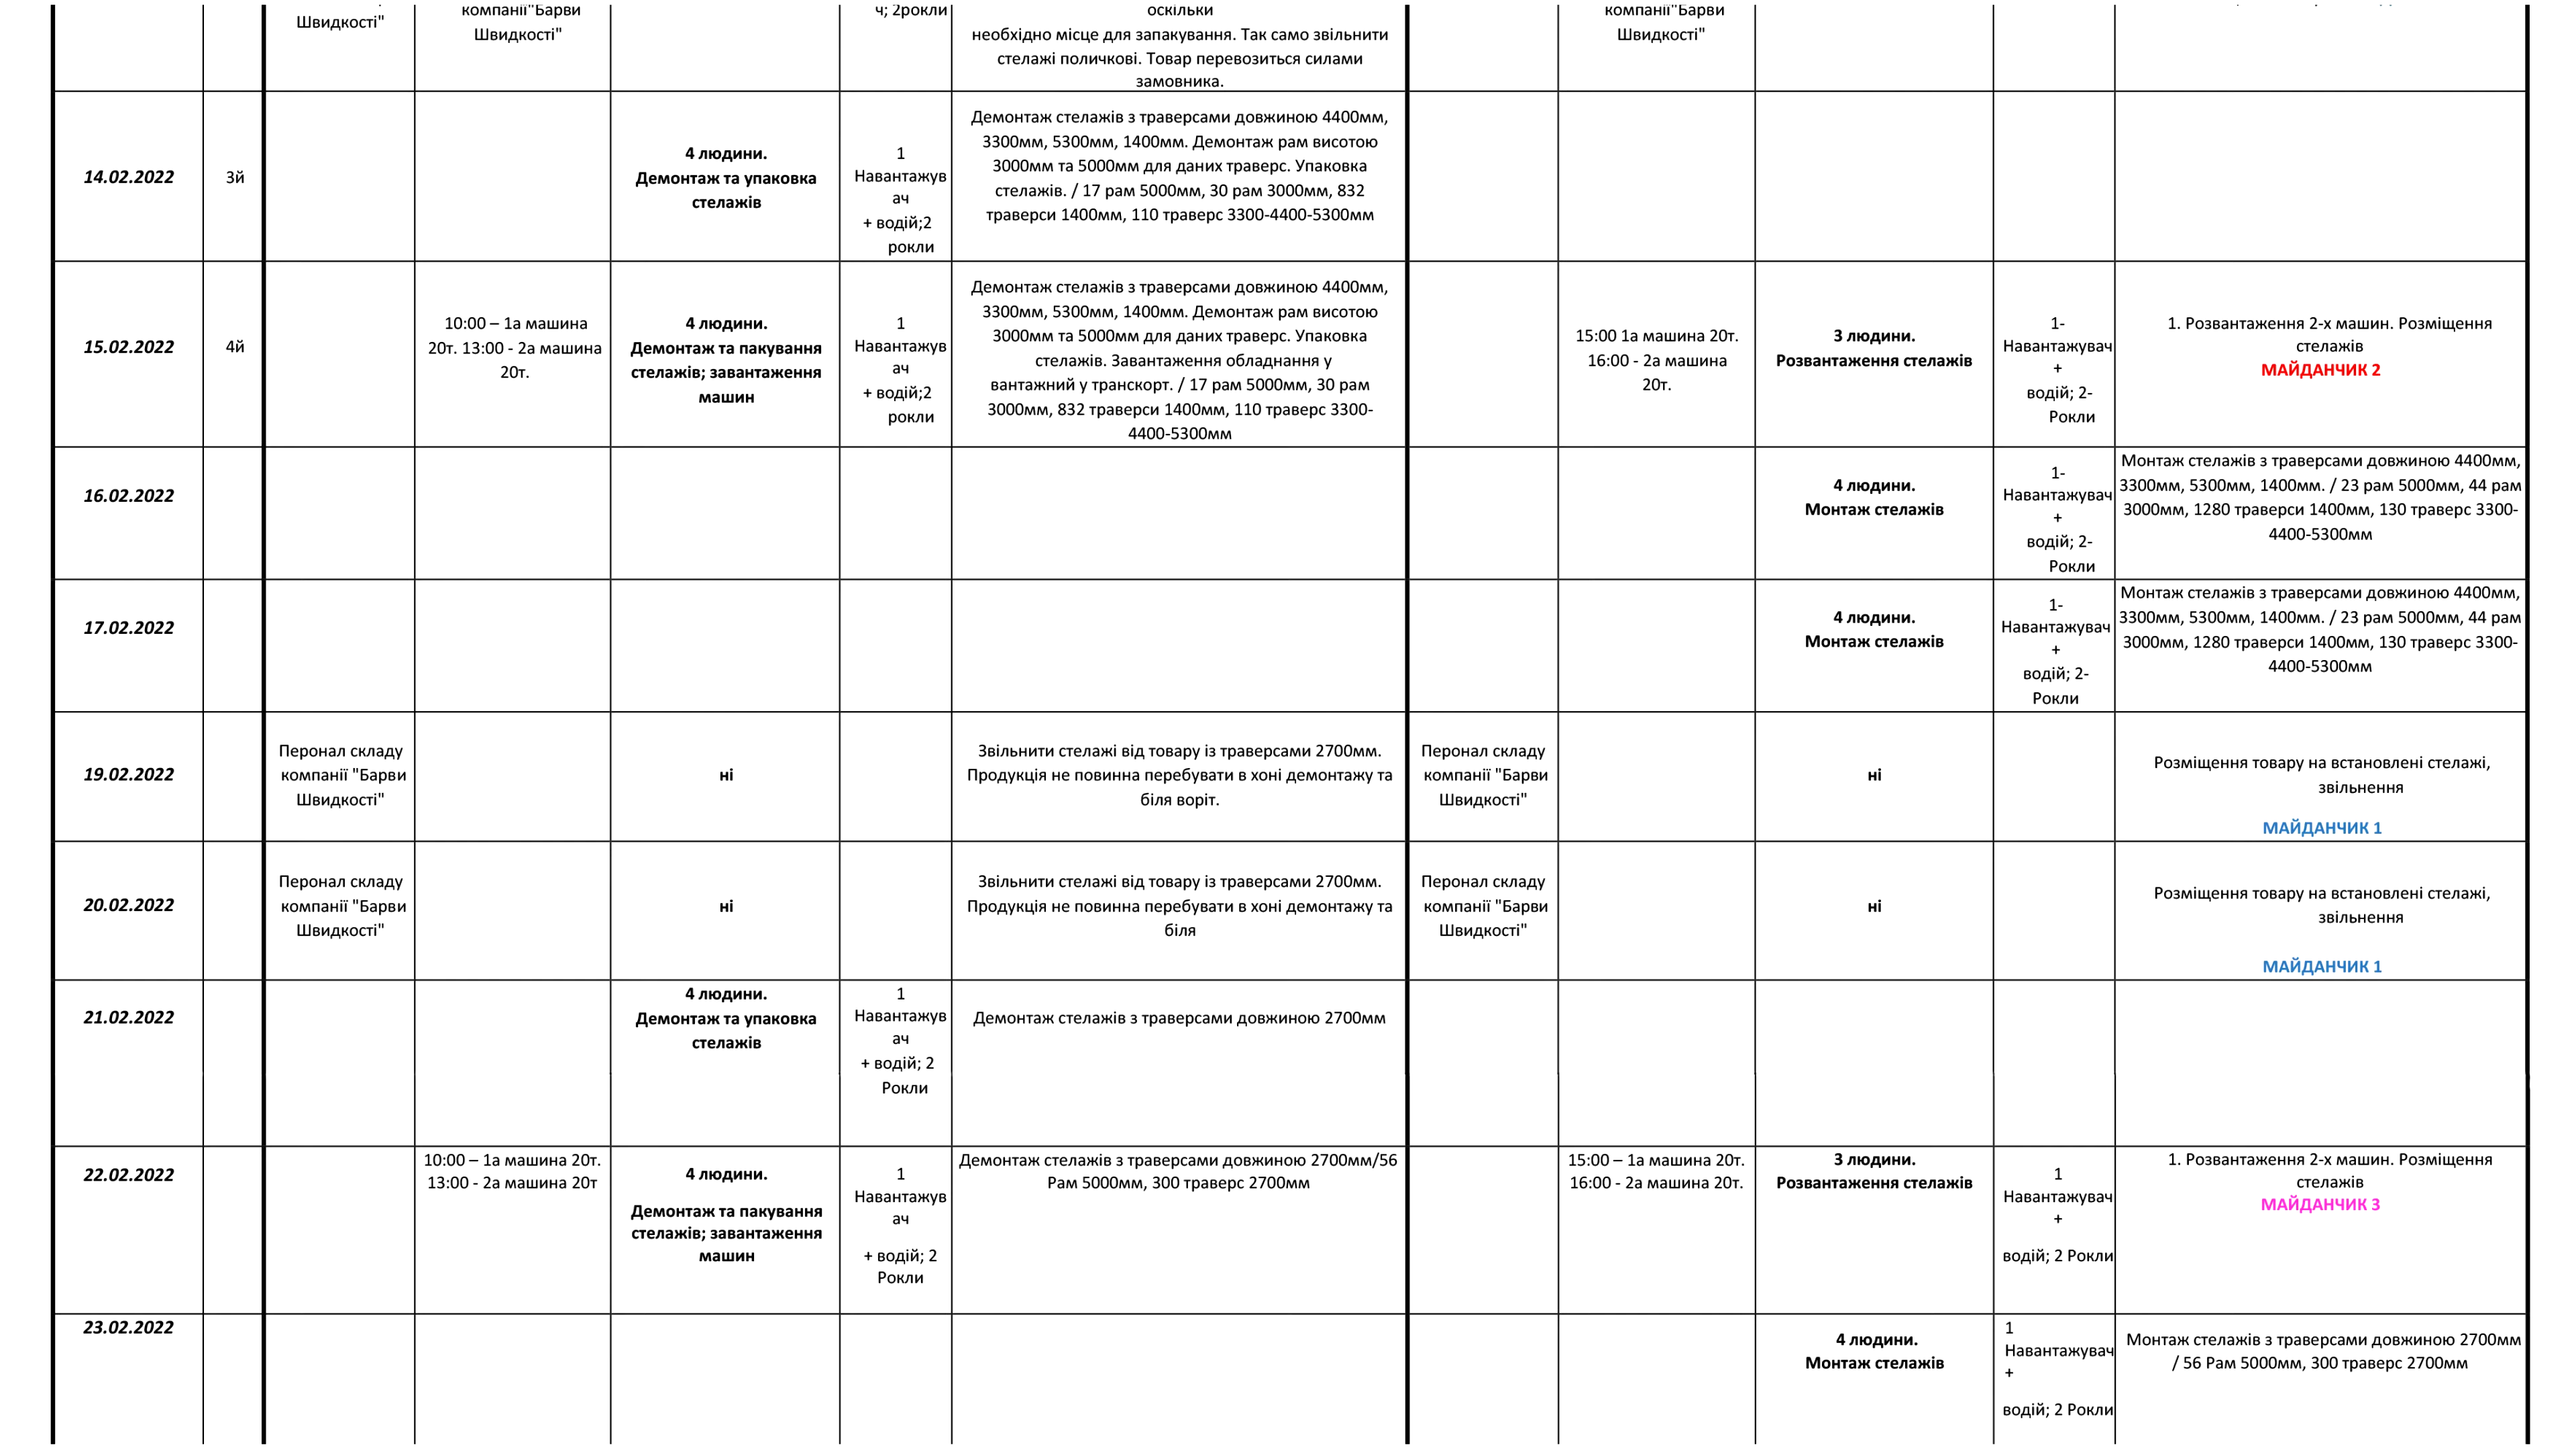 Швидкості"
компанії"Барви
Швидкості"
ч; 2рокли
оскільки
необхідно місце для запакування. Так само звільнити
стелажі поличкові. Товар перевозиться силами
замовника.
компанії"Барви
Швидкості"
14.02.2022
3й
4 людини.
Демонтаж та упаковка
стелажів
1
Навантажув
ач
+ водій;2
рокли
Демонтаж стелажів з траверсами довжиною 4400мм,
3300мм, 5300мм, 1400мм. Демонтаж рам висотою
3000мм та 5000мм для даних траверс. Упаковка
стелажів. / 17 рам 5000мм, 30 рам 3000мм, 832
траверси 1400мм, 110 траверс 3300-4400-5300мм
15.02.2022
4й
10:00 – 1а машина
20т. 13:00 - 2а машина
20т.
4 людини.
Демонтаж та пакування
стелажів; завантаження
машин
1
Навантажув
ач
+ водій;2
рокли
Демонтаж стелажів з траверсами довжиною 4400мм,
3300мм, 5300мм, 1400мм. Демонтаж рам висотою
3000мм та 5000мм для даних траверс. Упаковка
стелажів. Завантаження обладнання у
вантажний у транспорт. / 17 рам 5000мм, 30 рам
3000мм, 832 траверси 1400мм, 110 траверс 3300-
4400-5300мм
15:00 1а машина 20т.
16:00 - 2а машина
20т.
3 людини.
Розвантаження стелажів
1-
Навантажувач
+
водій; 2-
Рокли
1. Розвантаження 2-х машин. Розміщення
стелажів
МАЙДАНЧИК 2
16.02.2022
4 людини.
Монтаж стелажів
1-
Навантажувач
+
водій; 2-
Рокли
Монтаж стелажів з траверсами довжиною 4400мм,
3300мм, 5300мм, 1400мм. / 23 рам 5000мм, 44 рам
3000мм, 1280 траверси 1400мм, 130 траверс 3300-
4400-5300мм
17.02.2022
4 людини.
Монтаж стелажів
1-
Навантажувач
+
водій; 2-
Рокли
Монтаж стелажів з траверсами довжиною 4400мм,
3300мм, 5300мм, 1400мм. / 23 рам 5000мм, 44 рам
3000мм, 1280 траверси 1400мм, 130 траверс 3300-
4400-5300мм
19.02.2022
Перонал складу
компанії "Барви
Швидкості"
ні
Звільнити стелажі від товару із траверсами 2700мм.
Продукція не повинна перебувати в хоні демонтажу та
біля воріт.
Перонал складу
компанії "Барви
Швидкості"
ні
Розміщення товару на встановлені стелажі,
звільнення
МАЙДАНЧИК 1
20.02.2022
Перонал складу
компанії "Барви
Швидкості"
ні
Звільнити стелажі від товару із траверсами 2700мм.
Продукція не повинна перебувати в хоні демонтажу та
біля
Перонал складу
компанії "Барви
Швидкості"
ні
Розміщення товару на встановлені стелажі,
звільнення
МАЙДАНЧИК 1
21.02.2022
4 людини.
Демонтаж та упаковка
стелажів
1
Навантажув
ач
+ водій; 2
Рокли
Демонтаж стелажів з траверсами довжиною 2700мм
22.02.2022
10:00 – 1а машина 20т.
13:00 - 2а машина 20т
4 людини.
Демонтаж та пакування
стелажів; завантаження
машин
1
Навантажув
ач
+ водій; 2
Рокли
Демонтаж стелажів з траверсами довжиною 2700мм/56
Рам 5000мм, 300 траверс 2700мм
15:00 – 1а машина 20т.
16:00 - 2а машина 20т.
3 людини.
Розвантаження стелажів
1
Навантажувач
+
водій; 2 Рокли
1. Розвантаження 2-х машин. Розміщення
стелажів
МАЙДАНЧИК 3
23.02.2022
4 людини.
Монтаж стелажів
1
Навантажувач
+
водій; 2 Рокли
Монтаж стелажів з траверсами довжиною 2700мм
/ 56 Рам 5000мм, 300 траверс 2700мм